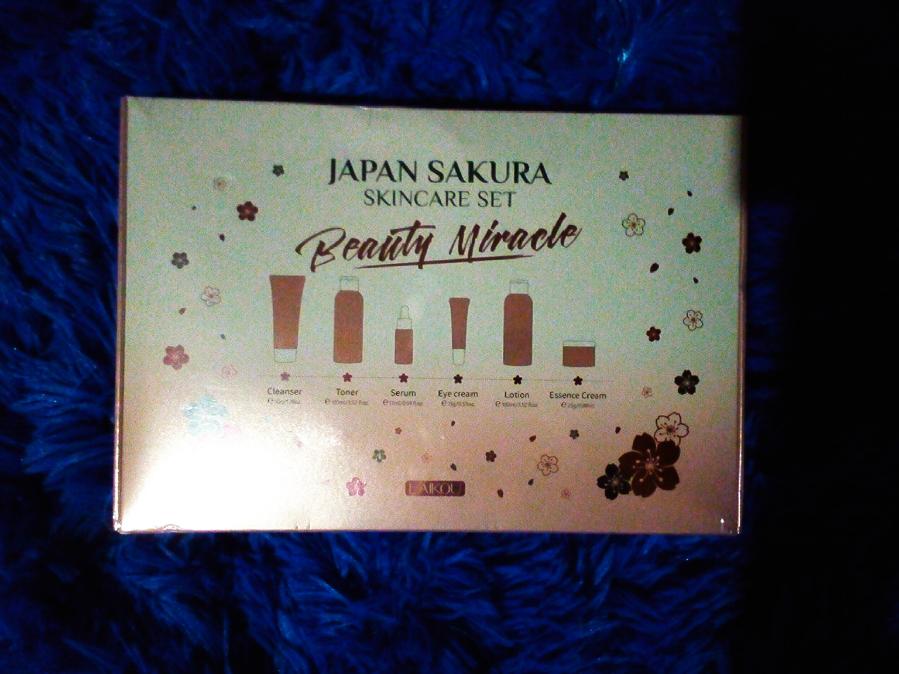 JAPAN SAKURA
SKINCARE SET
Beauty Miracle
Cleanser Toner Serum Eye cream Lotion Essence Cream
LAIKOU